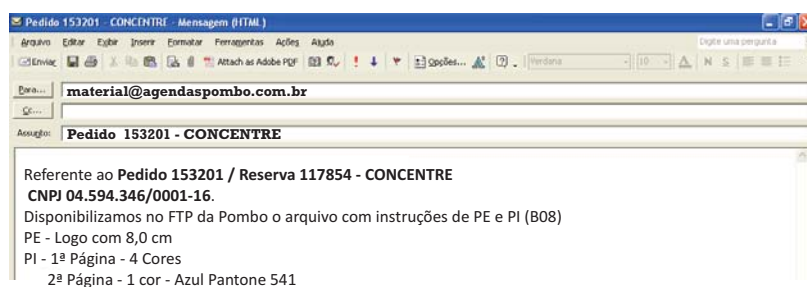 Pedido 153201 - CONCENTRE - Mensagem (HTML)
Arquivo Editar Exibir Inserir Formatar Ferramentas Ações Ajuda
Digite uma pergunta
Enviar Attach as Adobe PDF Opções... Verdana 10 A N S
Para... material@agendaspombo.com.br
Cc...
Assunto: Pedido 153201 - CONCENTRE
Referente ao Pedido 153201 / Reserva 117854 - CONCENTRE
CNPJ 04.594.346/0001-16.
Disponibilizamos no FTP da Pombo o arquivo com instruções de PE e PI (B08)
PE - Logo com 8,0 cm
PI - 1ª Página - 4 Cores
2ª Página - 1 cor - Azul Pantone 541